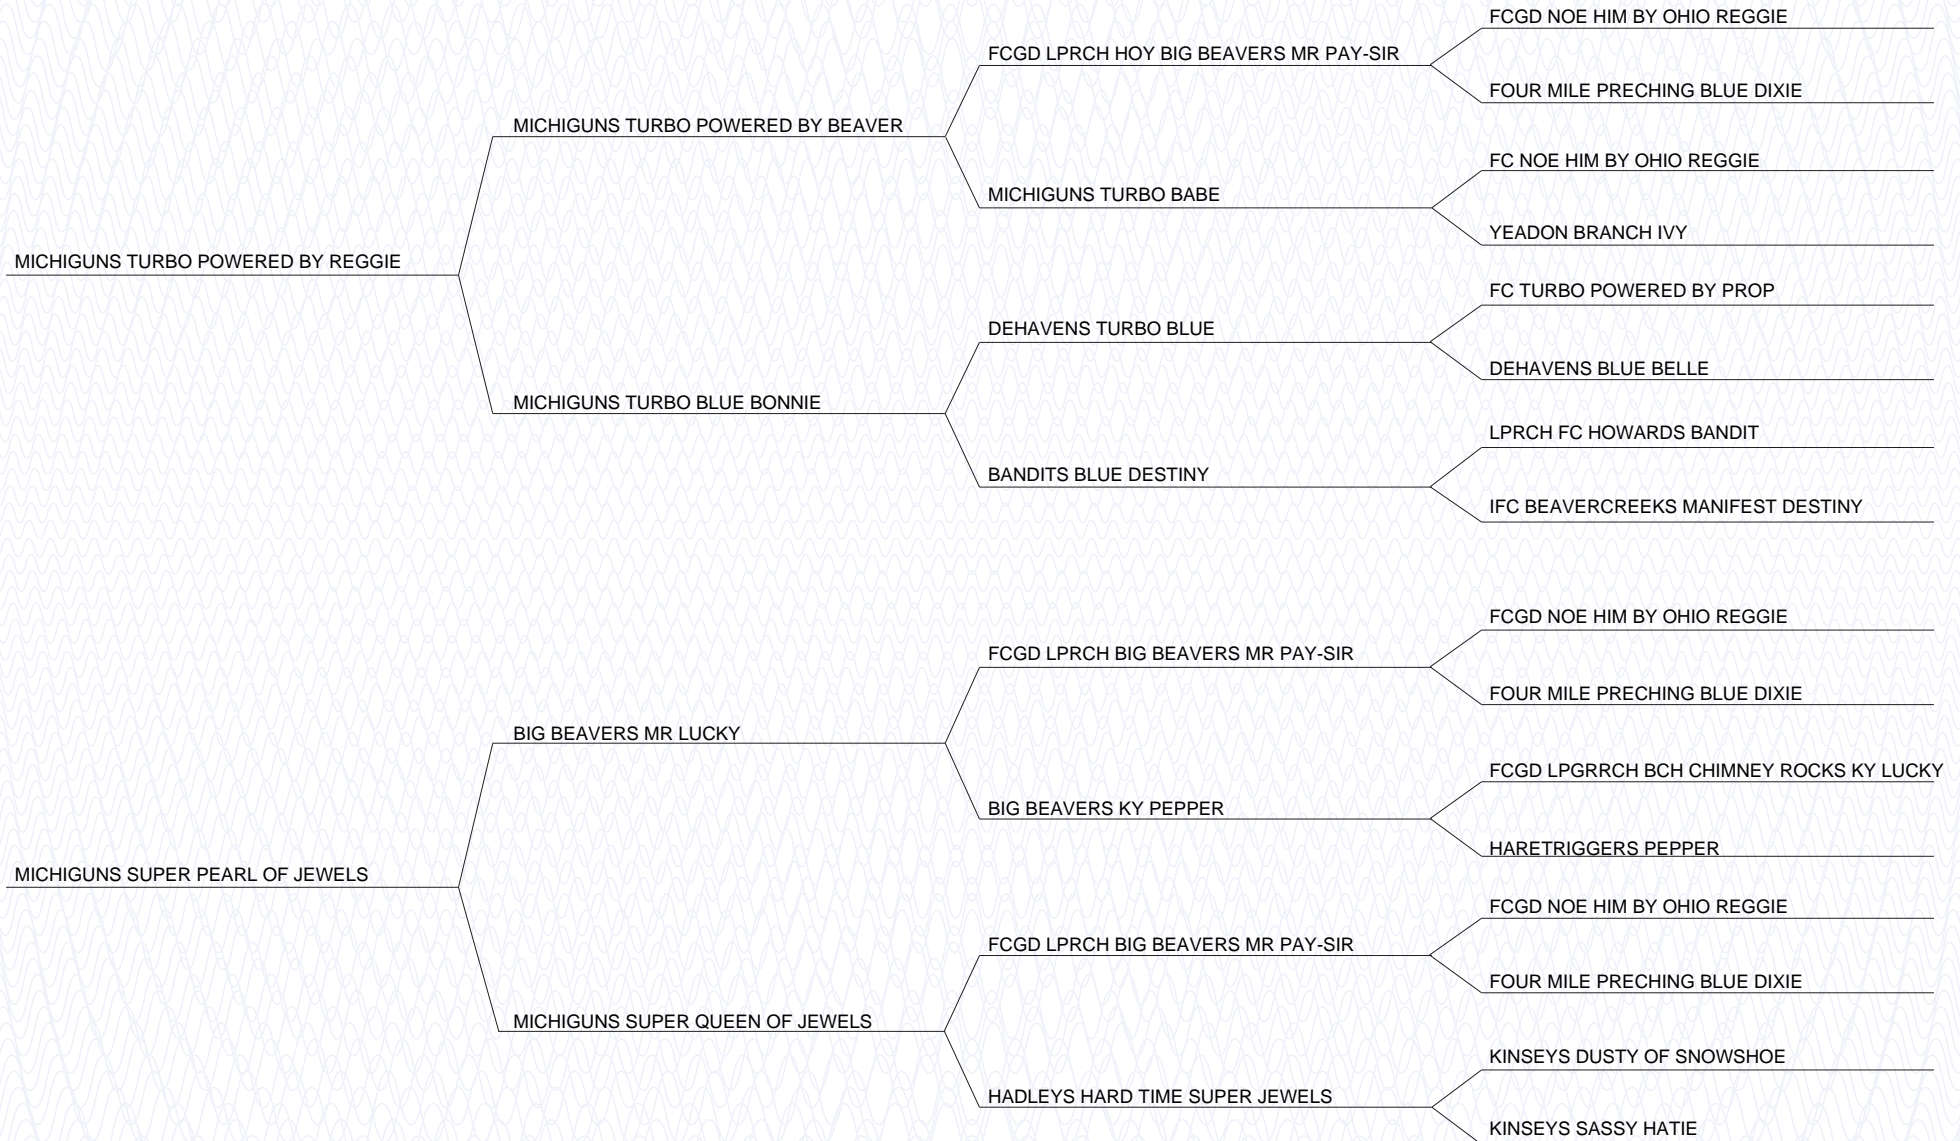 FCGD NOE HIM BY OHIO REGGIE
FCGD LPRCH HOY BIG BEAVERS MR PAY-SIR
FOUR MILE PRECHING BLUE DIXIE
MICHIGUNS TURBO POWERED BY BEAVER
FC NOE HIM BY OHIO REGGIE
MICHIGUNS TURBO BABE
YEADON BRANCH IVY
MICHIGUNS TURBO POWERED BY REGGIE
FC TURBO POWERED BY PROP
DEHAVENS TURBO BLUE
DEHAVENS BLUE BELLE
MICHIGUNS TURBO BLUE BONNIE
LPRCH FC HOWARDS BANDIT
BANDITS BLUE DESTINY
IFC BEAVERCREEKS MANIFEST DESTINY
FCGD NOE HIM BY OHIO REGGIE
FCGD LPRCH BIG BEAVERS MR PAY-SIR
FOUR MILE PRECHING BLUE DIXIE
BIG BEAVERS MR LUCKY
FCGD LPGRRCH BCH CHIMNEY ROCKS KY LUCKY
BIG BEAVERS KY PEPPER
HARETRIGGERS PEPPER
MICHIGUNS SUPER PEARL OF JEWELS
FCGD NOE HIM BY OHIO REGGIE
FCGD LPRCH BIG BEAVERS MR PAY-SIR
FOUR MILE PRECHING BLUE DIXIE
MICHIGUNS SUPER QUEEN OF JEWELS
KINSEYS DUSTY OF SNOWSHOE
HADLEYS HARD TIME SUPER JEWELS
KINSEYS SASSY HATIE